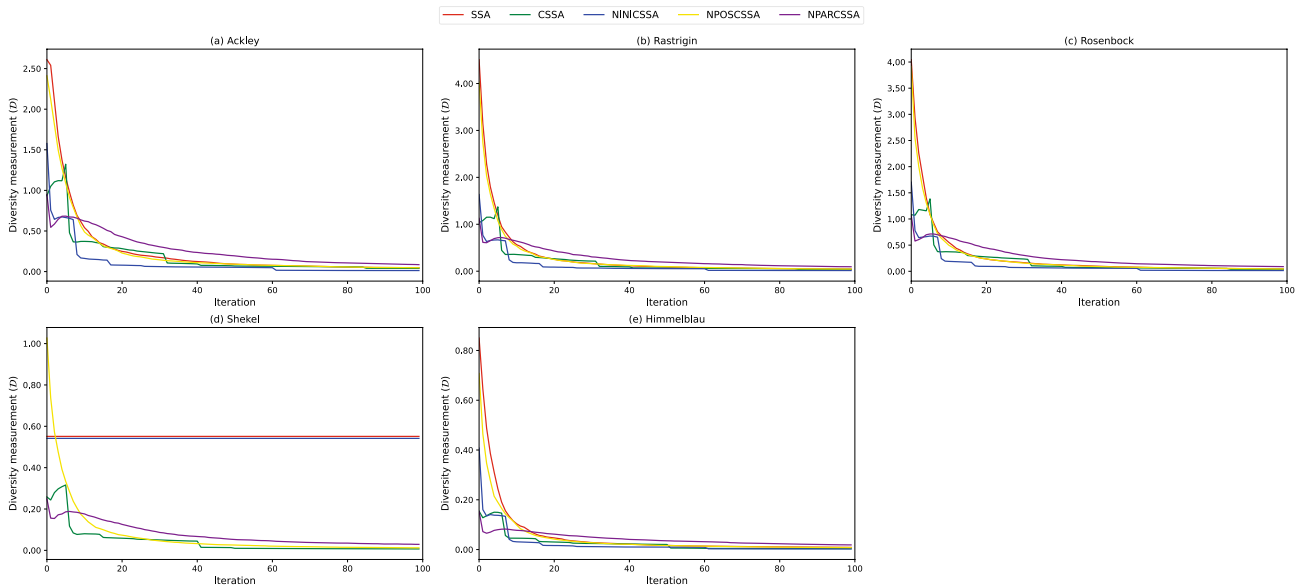 SSA CSSA NINICSSA NPOSCSSA NPARCSSA
(a) Ackley
Diversity measurement (D)
2.50
2.00
1.50
1.00
0.50
0.00
0 20 40 60 80 100
Iteration
(b) Rastrigin
Diversity measurement (D)
4.00
3.00
2.00
1.00
0.00
0 20 40 60 80 100
Iteration
(c) Rosenbock
Diversity measurement (D)
4.00
3.50
3.00
2.50
2.00
1.50
1.00
0.50
0.00
0 20 40 60 80 100
Iteration
(d) Shekel
Diversity measurement (D)
1.00
0.80
0.60
0.40
0.20
0.00
0 20 40 60 80 100
Iteration
(e) Himmelblau
Diversity measurement (D)
0.80
0.60
0.40
0.20
0.00
0 20 40 60 80 100
Iteration